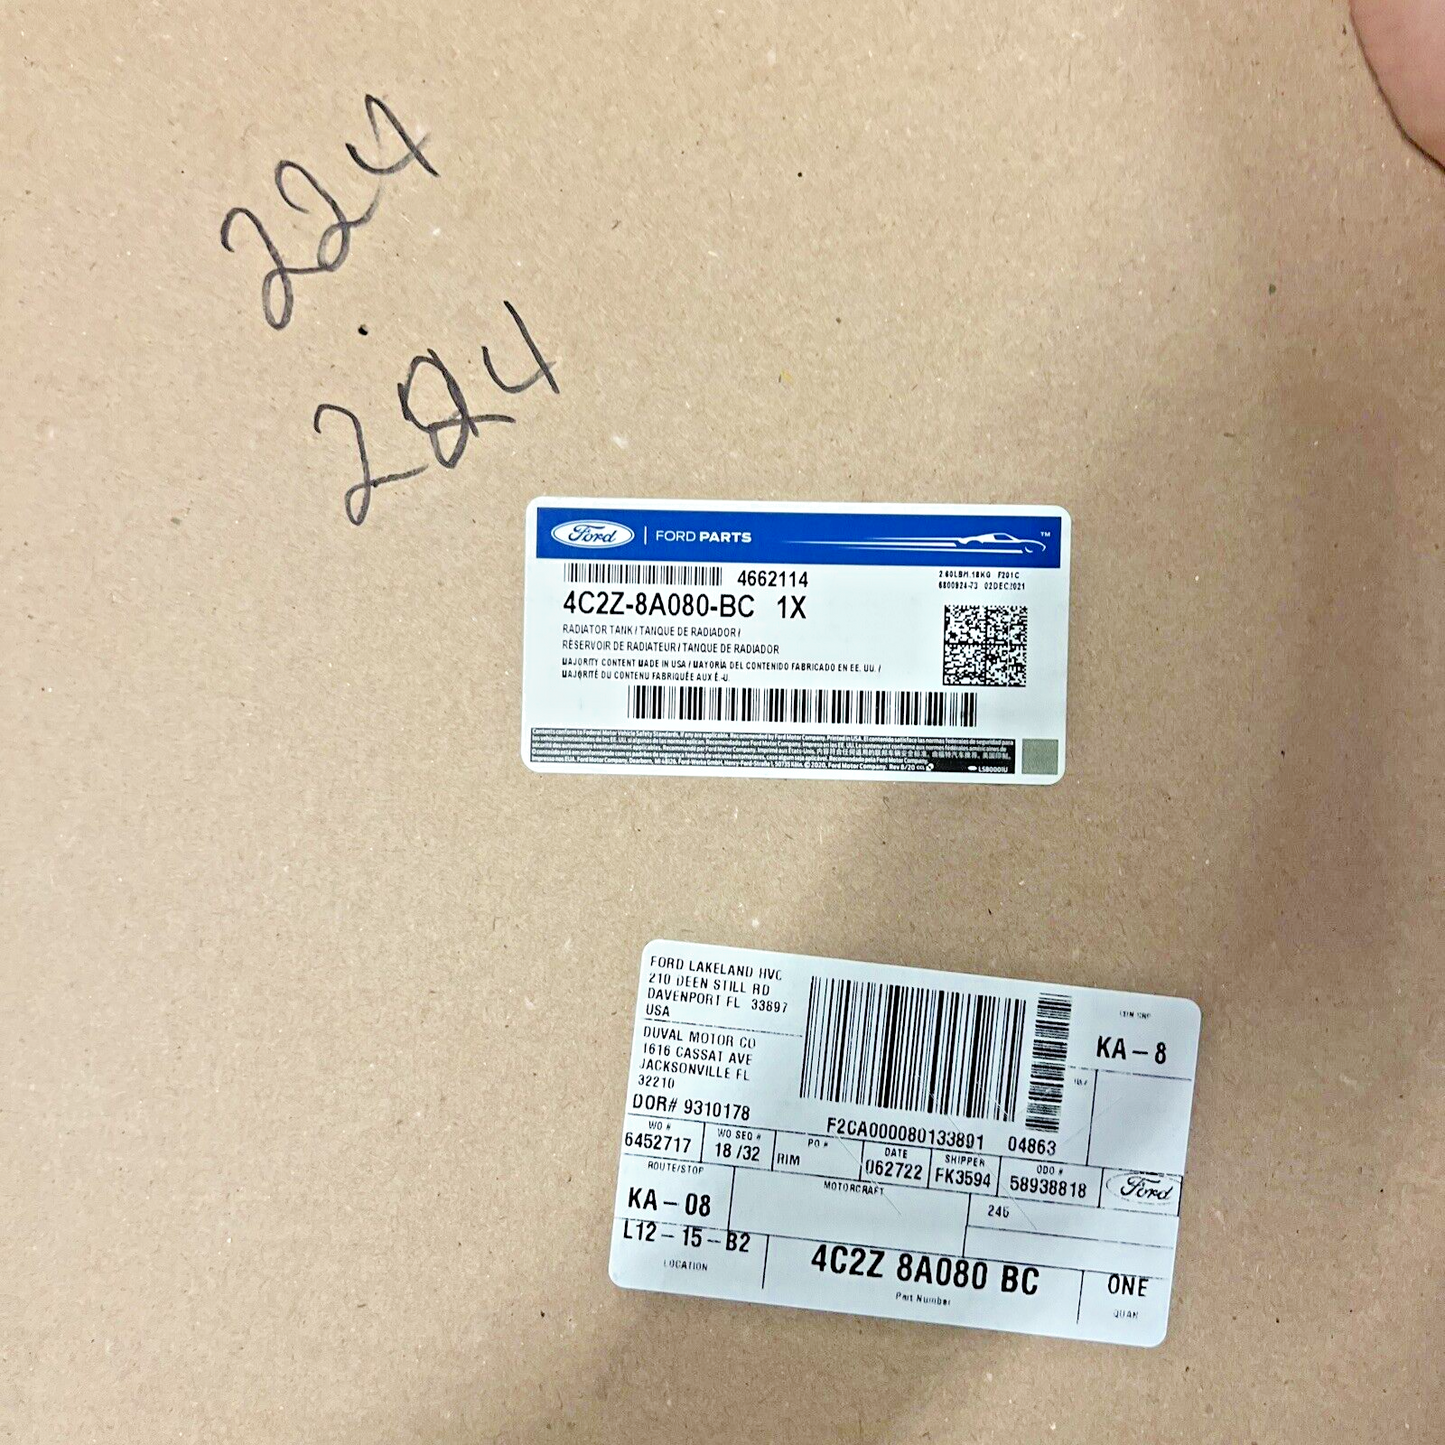 224
224
Ford | FORD PARTS ™
4662114
4C2Z-8A080-BC 1X
2.60LBM.18KG F201C
6800924-73 02DEC2021
RADIATOR TANK / TANQUE DE RADIADOR /
RÉSERVOIR DE RADIATEUR / TANQUE DE RADIADOR
MAJORITY CONTENT MADE IN USA / MAYORÍA DEL CONTENIDO FABRICADO EN EE. UU. /
MAJORITÉ DU CONTENU FABRIQUÉE AUX É.-U.
FORD LAKELAND HVC
210 DEEN STILL RD
DAVENPORT FL 33897
USA
DUVAL MOTOR CO
1616 CASSAT AVE
JACKSONVILLE FL
32210
DOR# 9310178
KA-8
F2CA000080133891 04863
WO #
6452717
WO SEQ #
18 /32
PO #
RIM
DATE
062722
SHIPPER
FK3594
ODO #
58938818
Ford
ROUTE/STOP
KA-08
MOTORCRAFT
246
L12-15-B2
LOCATION
4C2Z 8A080 BC
Part Number
ONE
QUAN